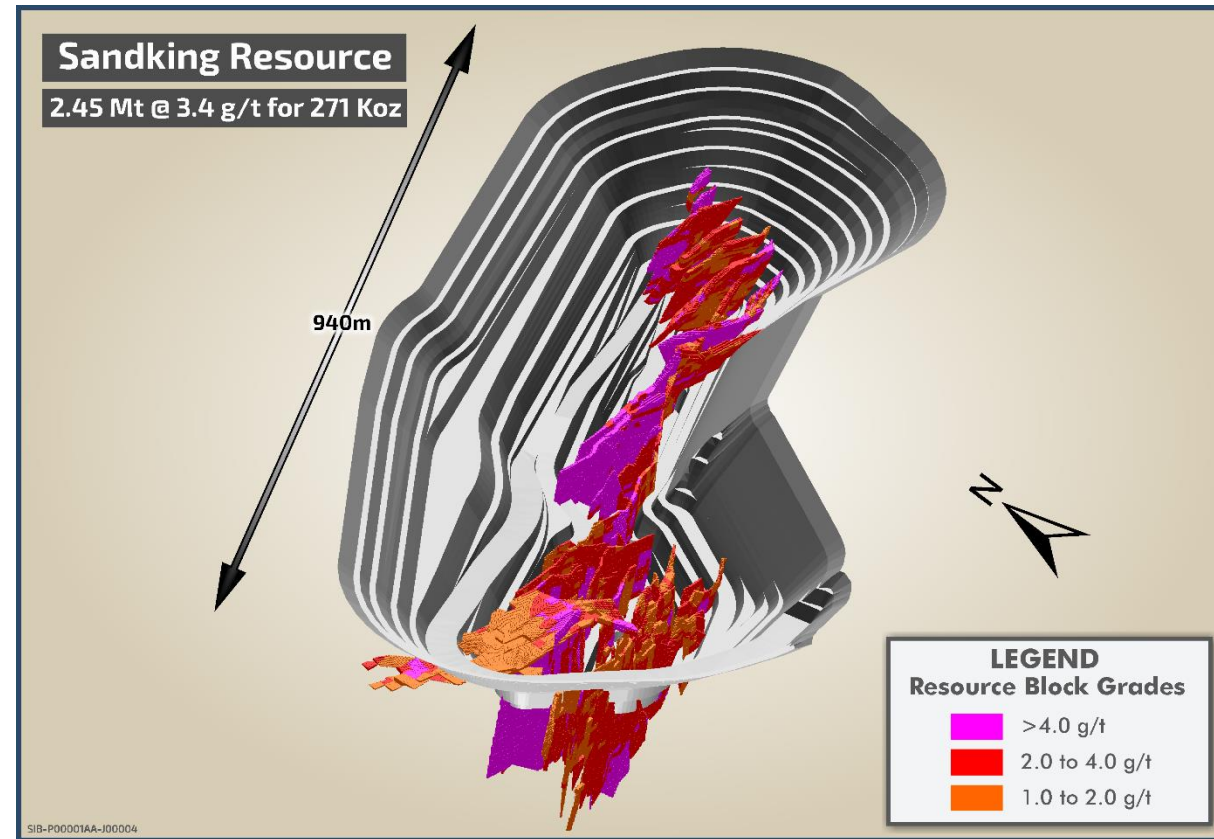 Sandking Resource
2.45 Mt @ 3.4 g/t for 271 Koz
940m
N
LEGEND
Resource Block Grades
>4.0 g/t
2.0 to 4.0 g/t
1.0 to 2.0 g/t
SIB-P00001AA-J00004